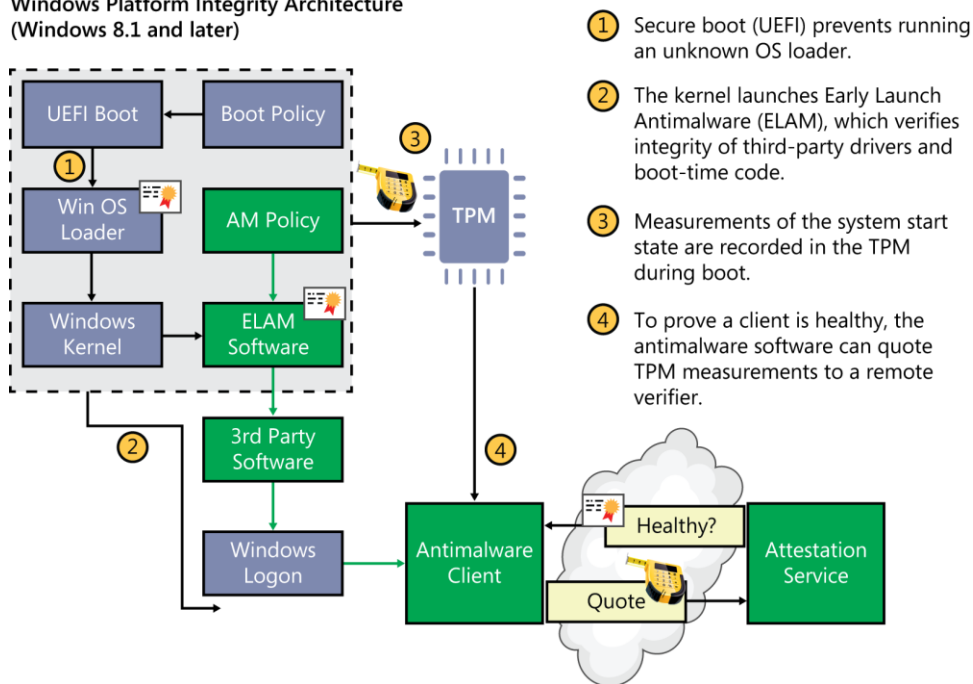 Windows Platform Integrity Architecture
(Windows 8.1 and later)
1 Secure boot (UEFI) prevents running
an unknown OS loader.
2 The kernel launches Early Launch
Antimalware (ELAM), which verifies
integrity of third-party drivers and
boot-time code.
3 Measurements of the system start
state are recorded in the TPM
during boot.
4 To prove a client is healthy, the
antimalware software can quote
TPM measurements to a remote
verifier.
UEFI Boot
Boot Policy
1
3
Win OS
Loader
AM Policy
TPM
Windows
Kernel
ELAM
Software
2
3rd Party
Software
4
Windows
Logon
Antimalware
Client
Healthy?
Quote
Attestation
Service